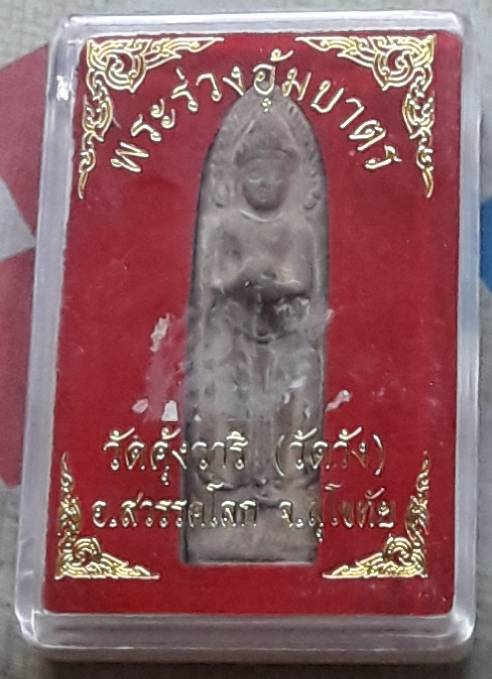 พระร่วงอุ้มบาตร
วัดคุ้งวารี (วัดวัง)
อ.สวรรคโลก จ.สุโขทัย